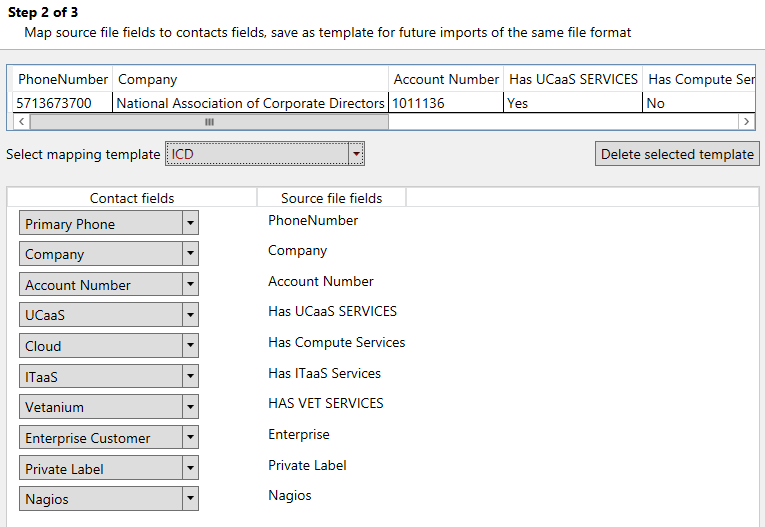 Step 2 of 3
Map source file fields to contacts fields, save as template for future imports of the same file format
PhoneNumber Company Account Number Has UCaaS SERVICES Has Compute Ser
5713673700 National Association of Corporate Directors 1011136 Yes No
Select mapping template ICD Delete selected template
Contact fields Source file fields
Primary Phone PhoneNumber
Company Company
Account Number Account Number
UCaaS Has UCaaS SERVICES
Cloud Has Compute Services
ITaaS Has ITaaS Services
Vetanium HAS VET SERVICES
Enterprise Customer Enterprise
Private Label Private Label
Nagios Nagios